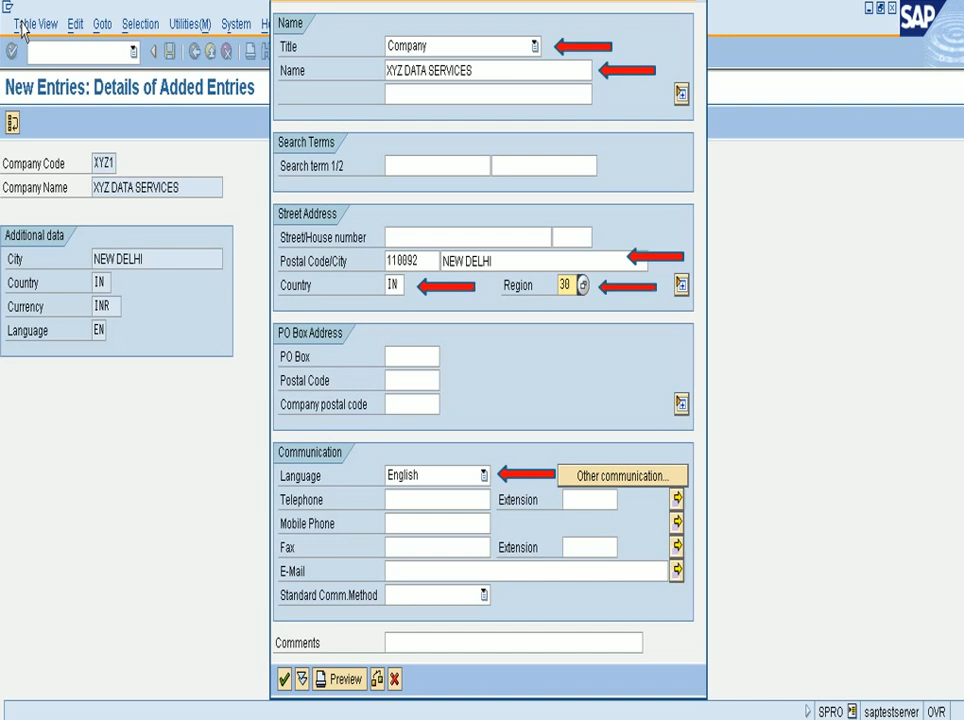 Table View Edit Goto Selection Utilities(M) System
SAP
New Entries: Details of Added Entries
Company Code XYZ1
Company Name XYZ DATA SERVICES
Additional data
City NEW DELHI
Country IN
Currency INR
Language EN
Name
Title Company
Name XYZ DATA SERVICES
Search Terms
Search term 1/2
Street Address
Street/House number
Postal Code/City 110092 NEW DELHI
Country IN Region 30
PO Box Address
PO Box
Postal Code
Company postal code
Communication
Language English Other communication...
Telephone Extension
Mobile Phone
Fax Extension
E-Mail
Standard Comm.Method
Comments
Preview
SPRO saptestserver OVR